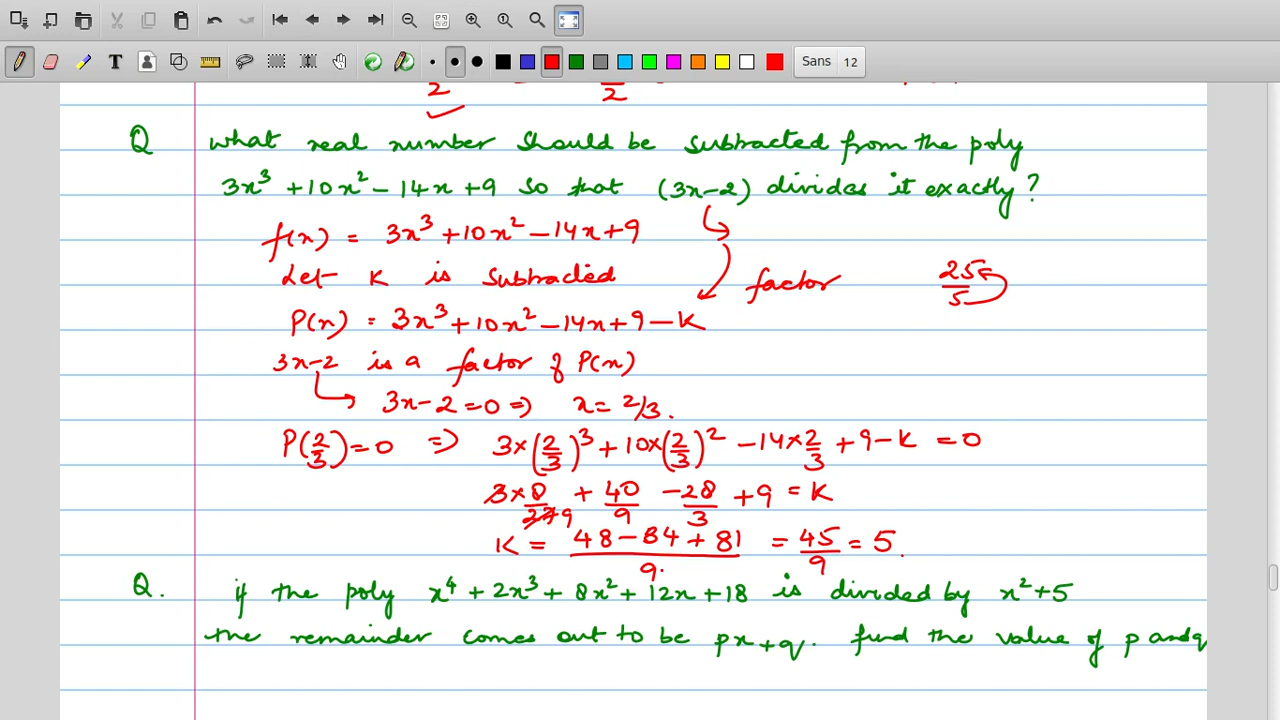 Sans 12
2 2
Q what real number should be subtracted from the poly
3x³ + 10x² - 14x + 9 so that (3x-2) divides it exactly?
f(x) = 3x³ + 10x² - 14x + 9
Let K is subtracted factor 25/5
P(x) = 3x³ + 10x² - 14x + 9 - K
3x-2 is a factor of P(x)
3x-2 = 0 => x = 2/3.
P(2/3) = 0 => 3×(2/3)³ + 10×(2/3)² - 14×2/3 + 9 - K = 0
3×8/27 9 + 40/9 - 28/3 + 9 = K
K = 48 - 84 + 81 / 9. = 45/9 = 5.
Q. if the poly x⁴ + 2x³ + 8x² + 12x + 18 is divided by x² + 5
the remainder comes out to be px + q. find the value of p and q